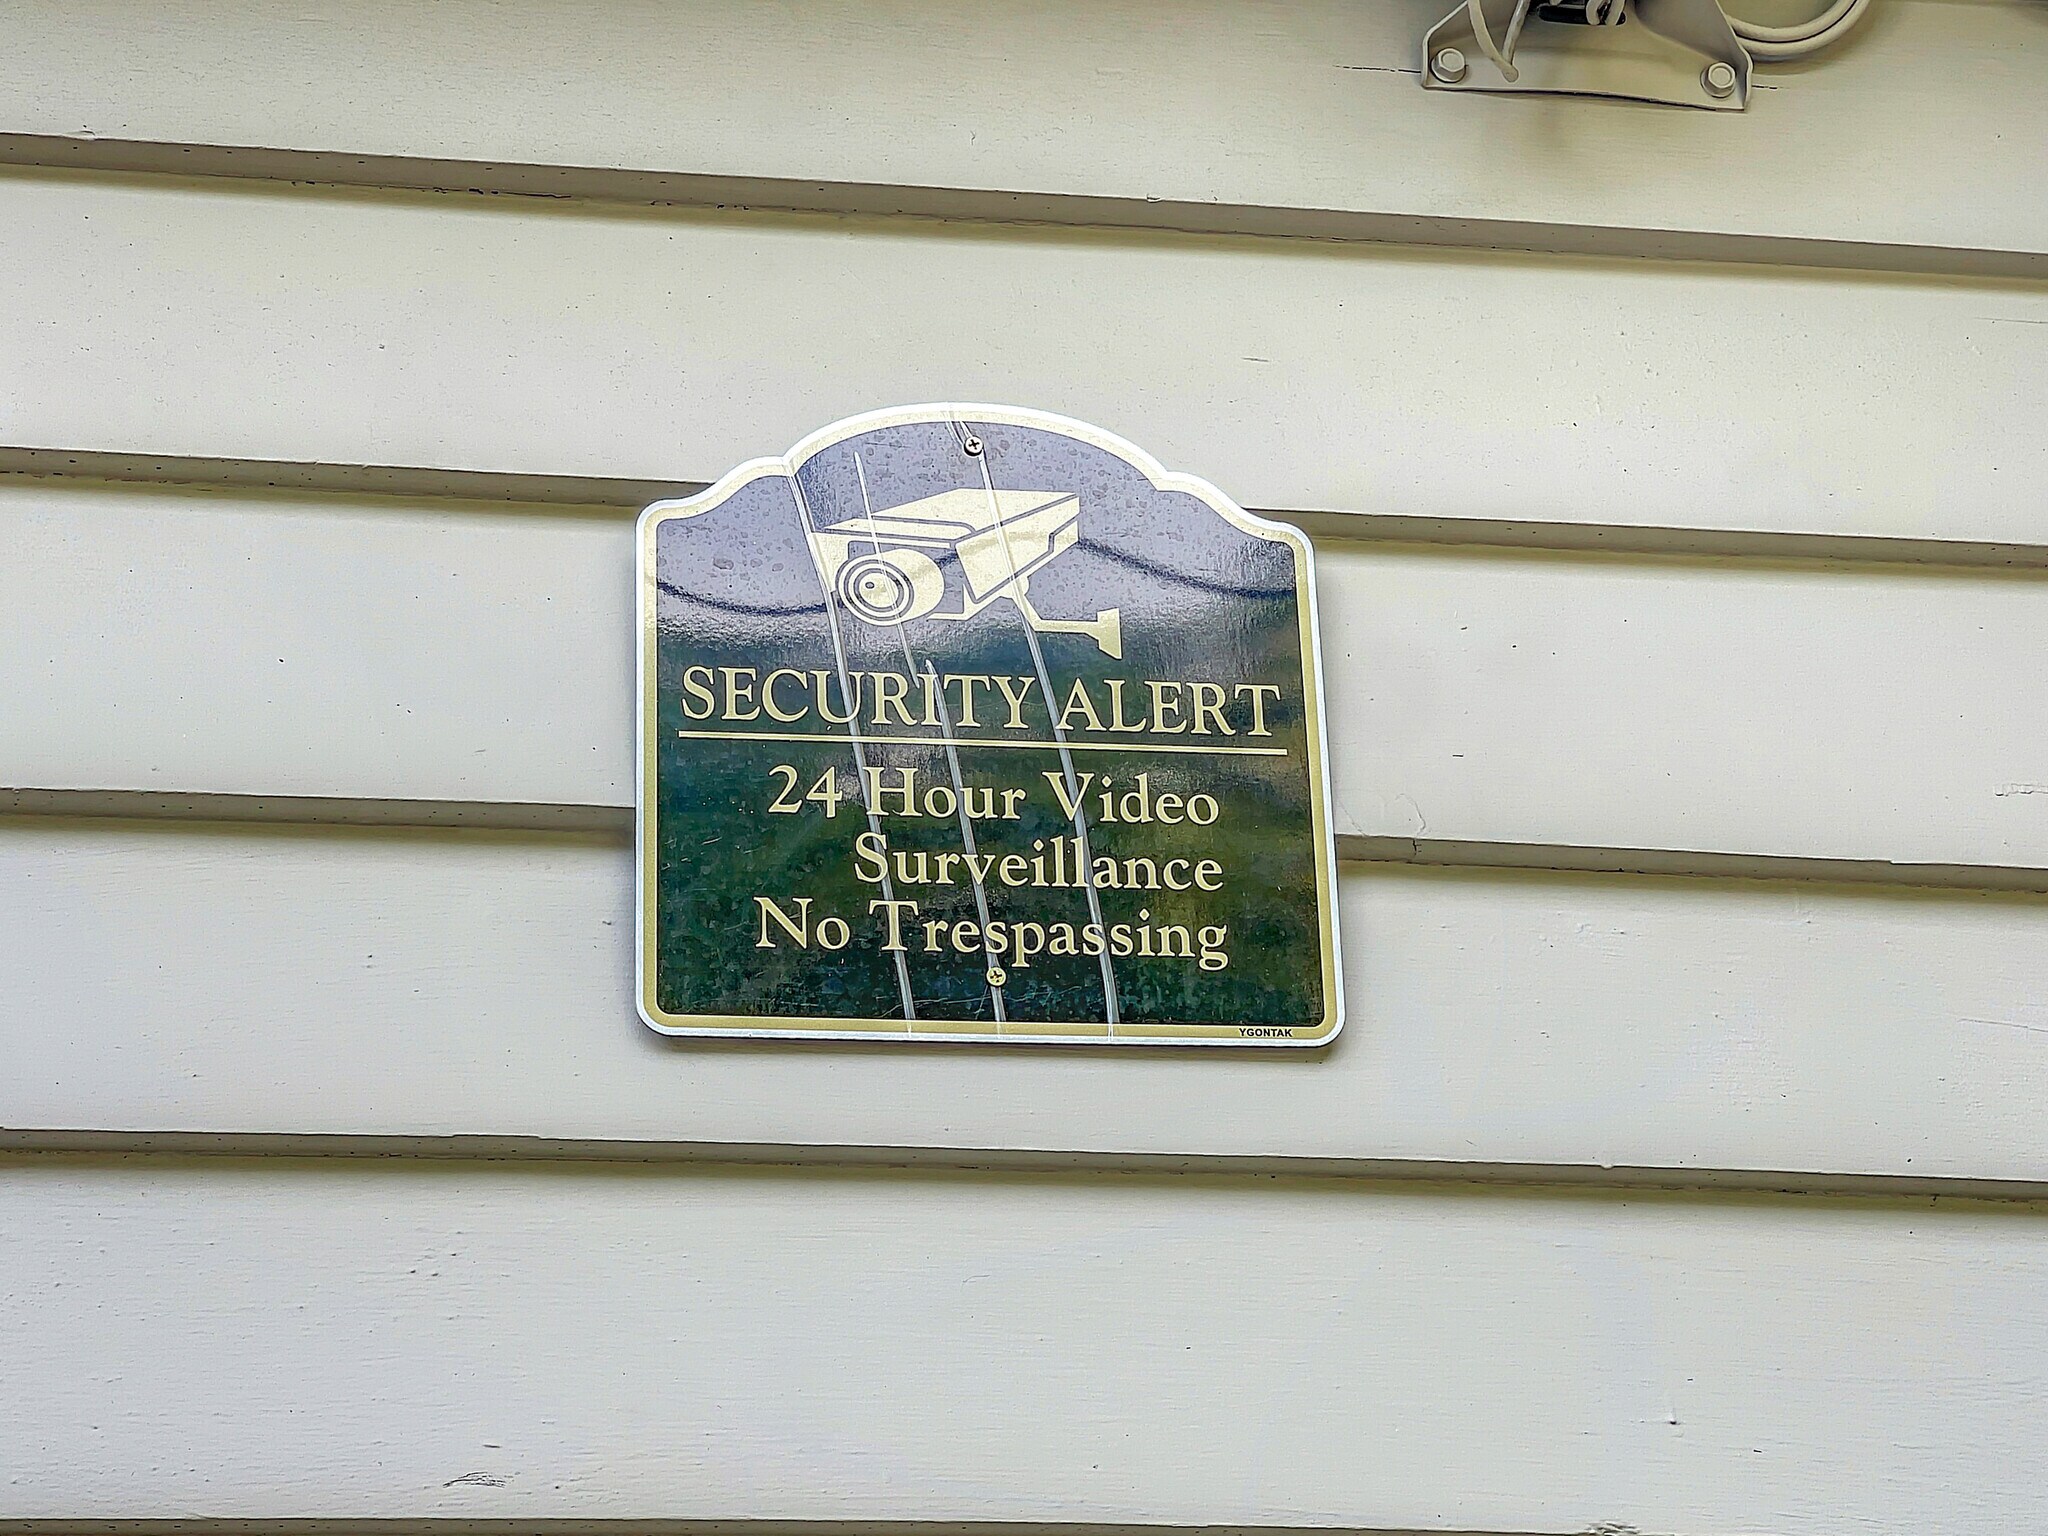 SECURITY ALERT
24 Hour Video
Surveillance
No Trespassing
YGONTAK